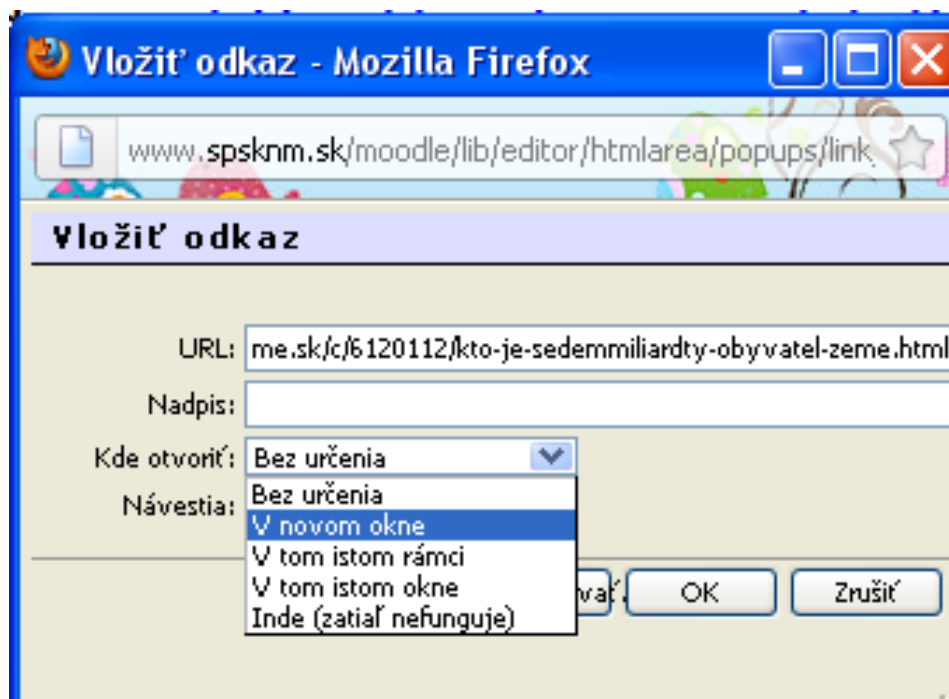 Vložiť odkaz - Mozilla Firefox
www.spsknm.sk/moodle/lib/editor/htmlarea/popups/link_
Vložiť odkaz
URL: me.sk/c/6120112/kto-je-sedemmiliardty-obyvatel-zeme.html
Nadpis:
Kde otvoriť: Bez určenia
Návestia:
Bez určenia
V novom okne
V tom istom rámci
V tom istom okne
Inde (zatiaľ nefunguje)
OK Zrušiť